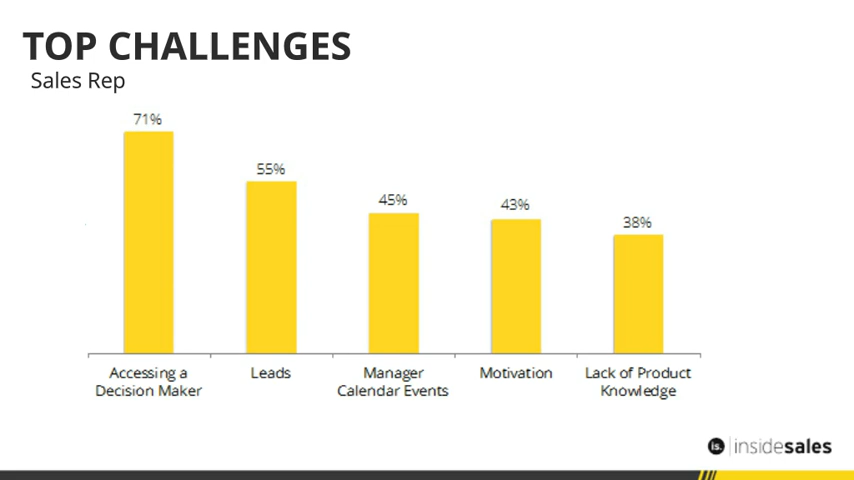 TOP CHALLENGES
Sales Rep
71%
55%
45%
43%
38%
Accessing a
Decision Maker
Leads
Manager
Calendar Events
Motivation
Lack of Product
Knowledge
is. insidesales